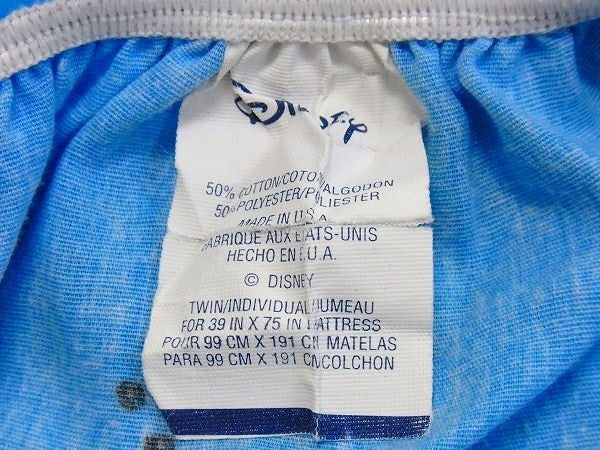 Disney
50% COTTON/COTON/ALGODON
50%POLYESTER/POLIESTER
MADE IN U.S.A.
FABRIQUE AUX ETATS-UNIS
HECHO EN E.U.A.
© DISNEY
TWIN/INDIVIDUAL/JUMEAU
FOR 39 IN X 75 IN MATTRESS
POUR 99 CM X 191 CM MATELAS
PARA 99 CM X 191 CM COLCHON